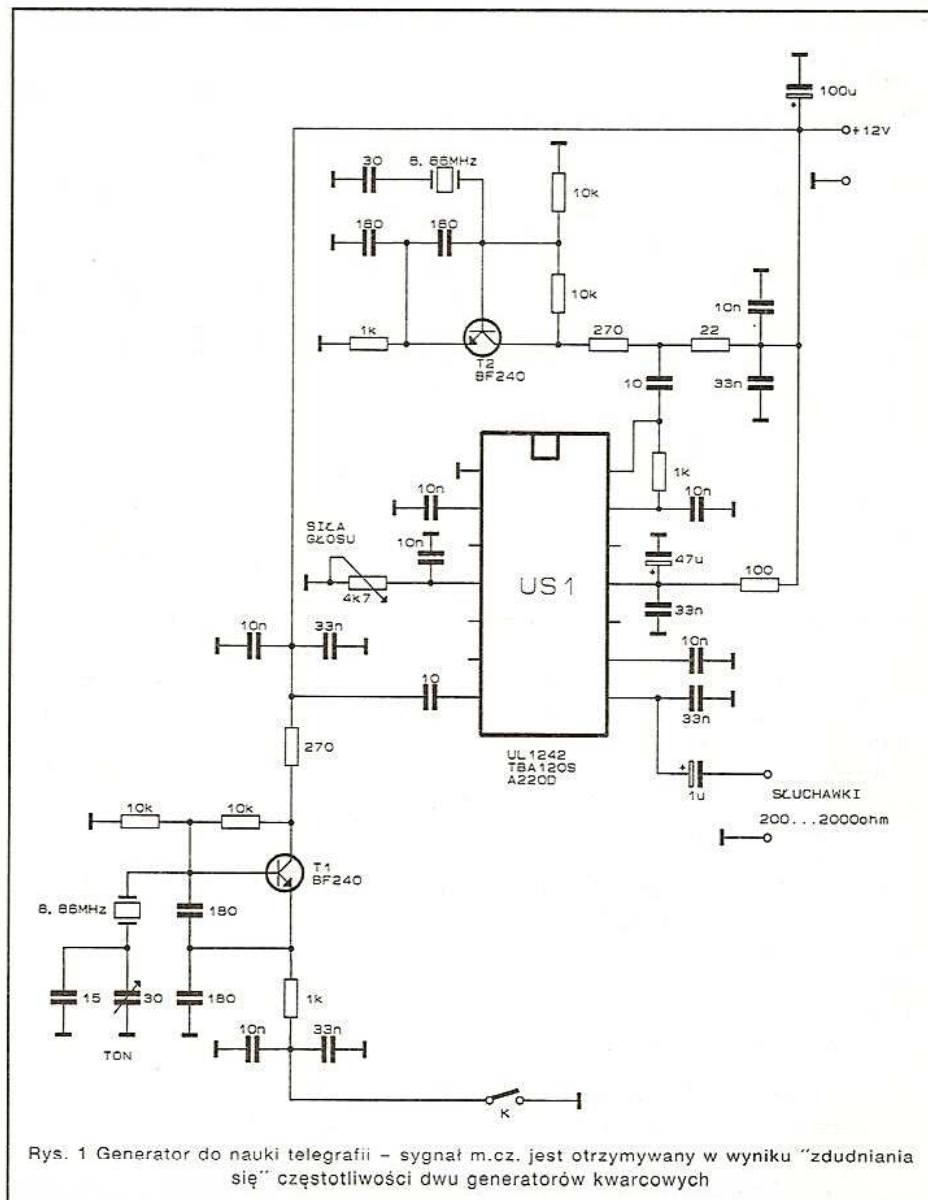 100u
+12V
30
8.86MHz
10k
180
180
10k
10n
1k
270
22
T2
BF240
10
33n
1k
10n
10n
SIŁA
GŁOSU
10n
47u
100
4k7
US1
33n
10n
33n
10n
10
33n
270
UL1242
TBA120S
A220D
1u
SŁUCHAWKI
200...2000ohm
10k
10k
T1
BF240
8.86MHz
180
15
30
180
1k
TON
10n
33n
K
Rys. 1 Generator do nauki telegrafii – sygnał m.cz. jest otrzymywany w wyniku "zdudniania
się" częstotliwości dwu generatorów kwarcowych